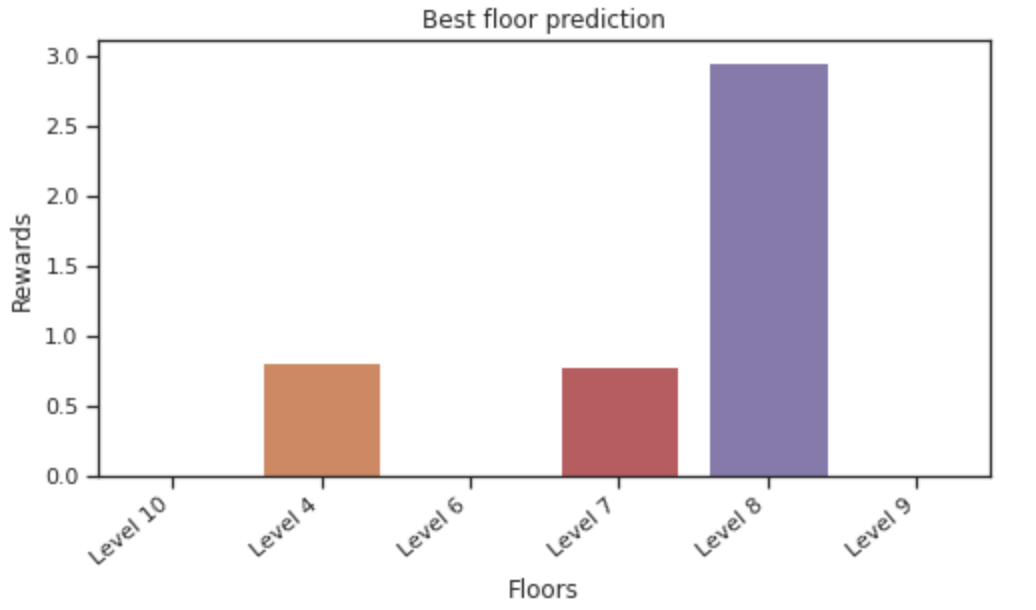 Best floor prediction
3.0
2.5
2.0
1.5
1.0
0.5
0.0
Rewards
Level 10
Level 4
Level 6
Level 7
Level 8
Level 9
Floors